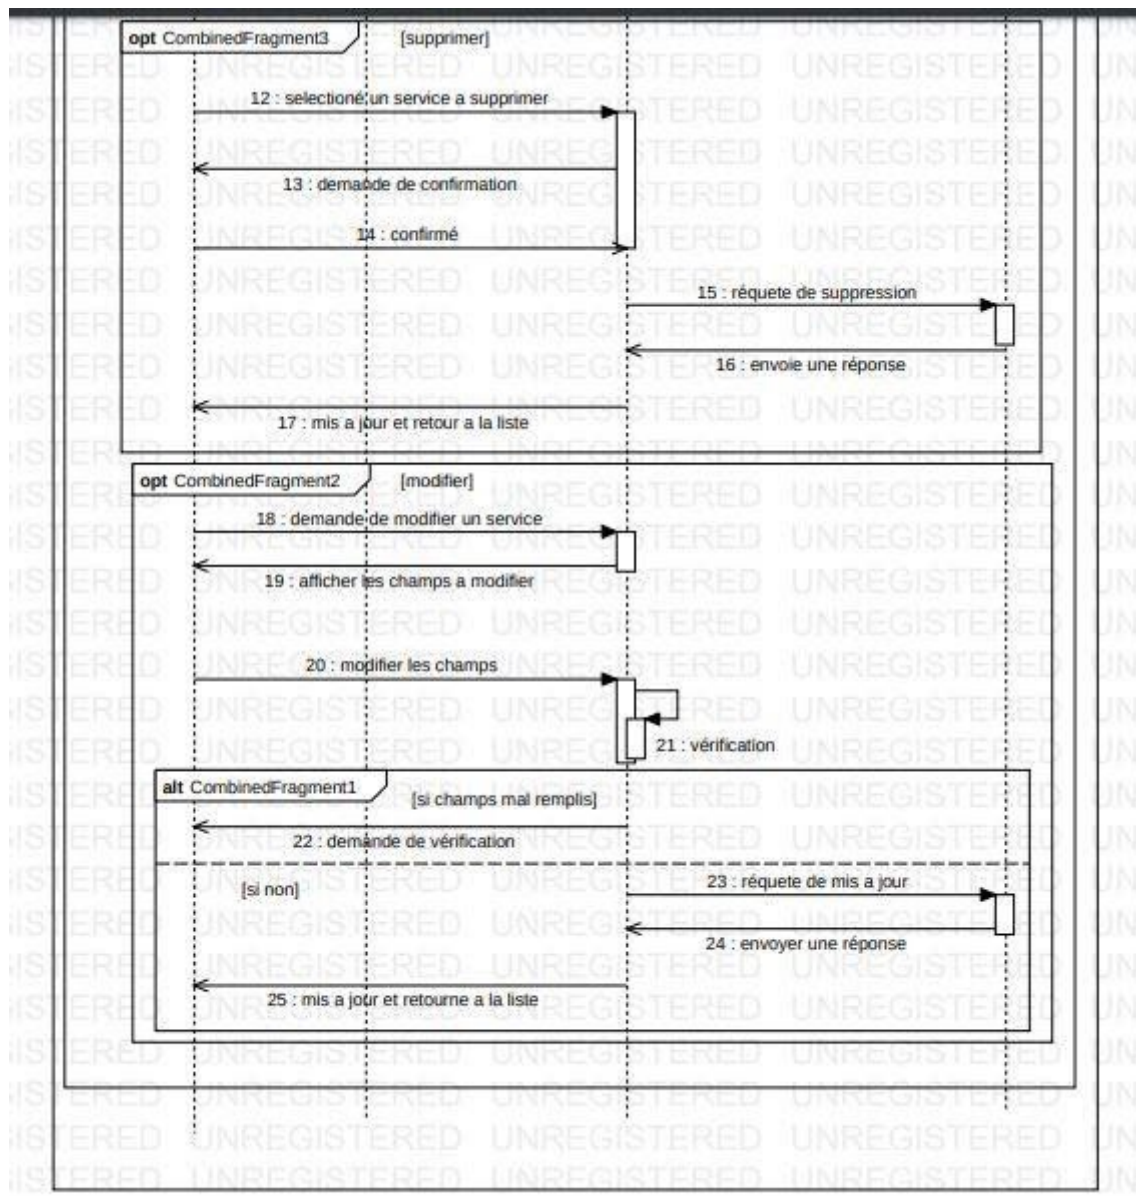 opt CombinedFragment3
[supprimer]
12 : selectioné un service a supprimer
13 : demande de confirmation
14 : confirmé
15 : réquete de suppression
16 : envoie une réponse
17 : mis a jour et retour a la liste
opt CombinedFragment2
[modifier]
18 : demande de modifier un service
19 : afficher les champs a modifier
20 : modifier les champs
21 : vérification
alt CombinedFragment1
[si champs mal remplis]
22 : demande de vérification
[si non]
23 : réquete de mis a jour
24 : envoyer une réponse
25 : mis a jour et retourne a la liste
UNREGISTERED